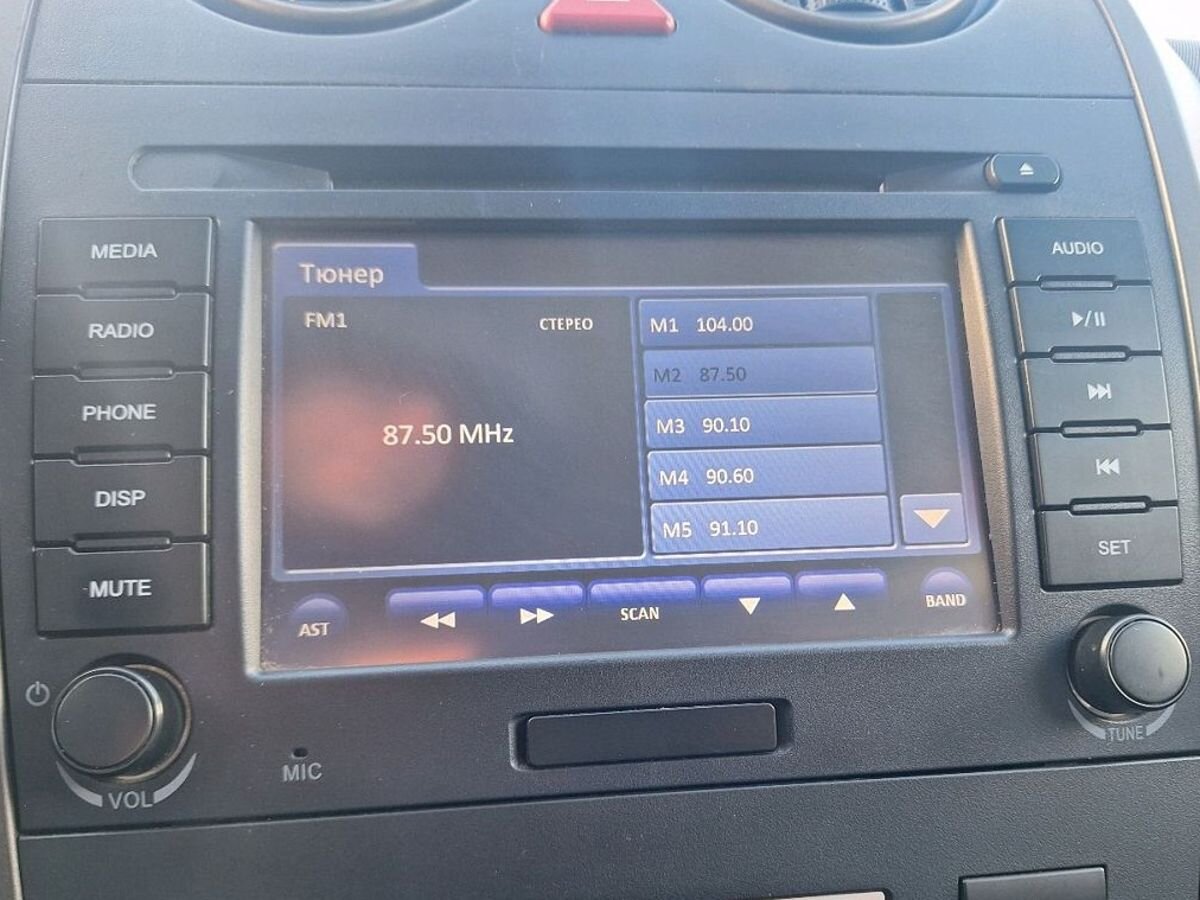 MEDIA
RADIO
PHONE
DISP
MUTE
VOL
MIC
Тюнер
FM1 СТЕРЕО
87.50 MHz
M1 104.00
M2 87.50
M3 90.10
M4 90.60
M5 91.10
AST
SCAN
BAND
AUDIO
SET
TUNE